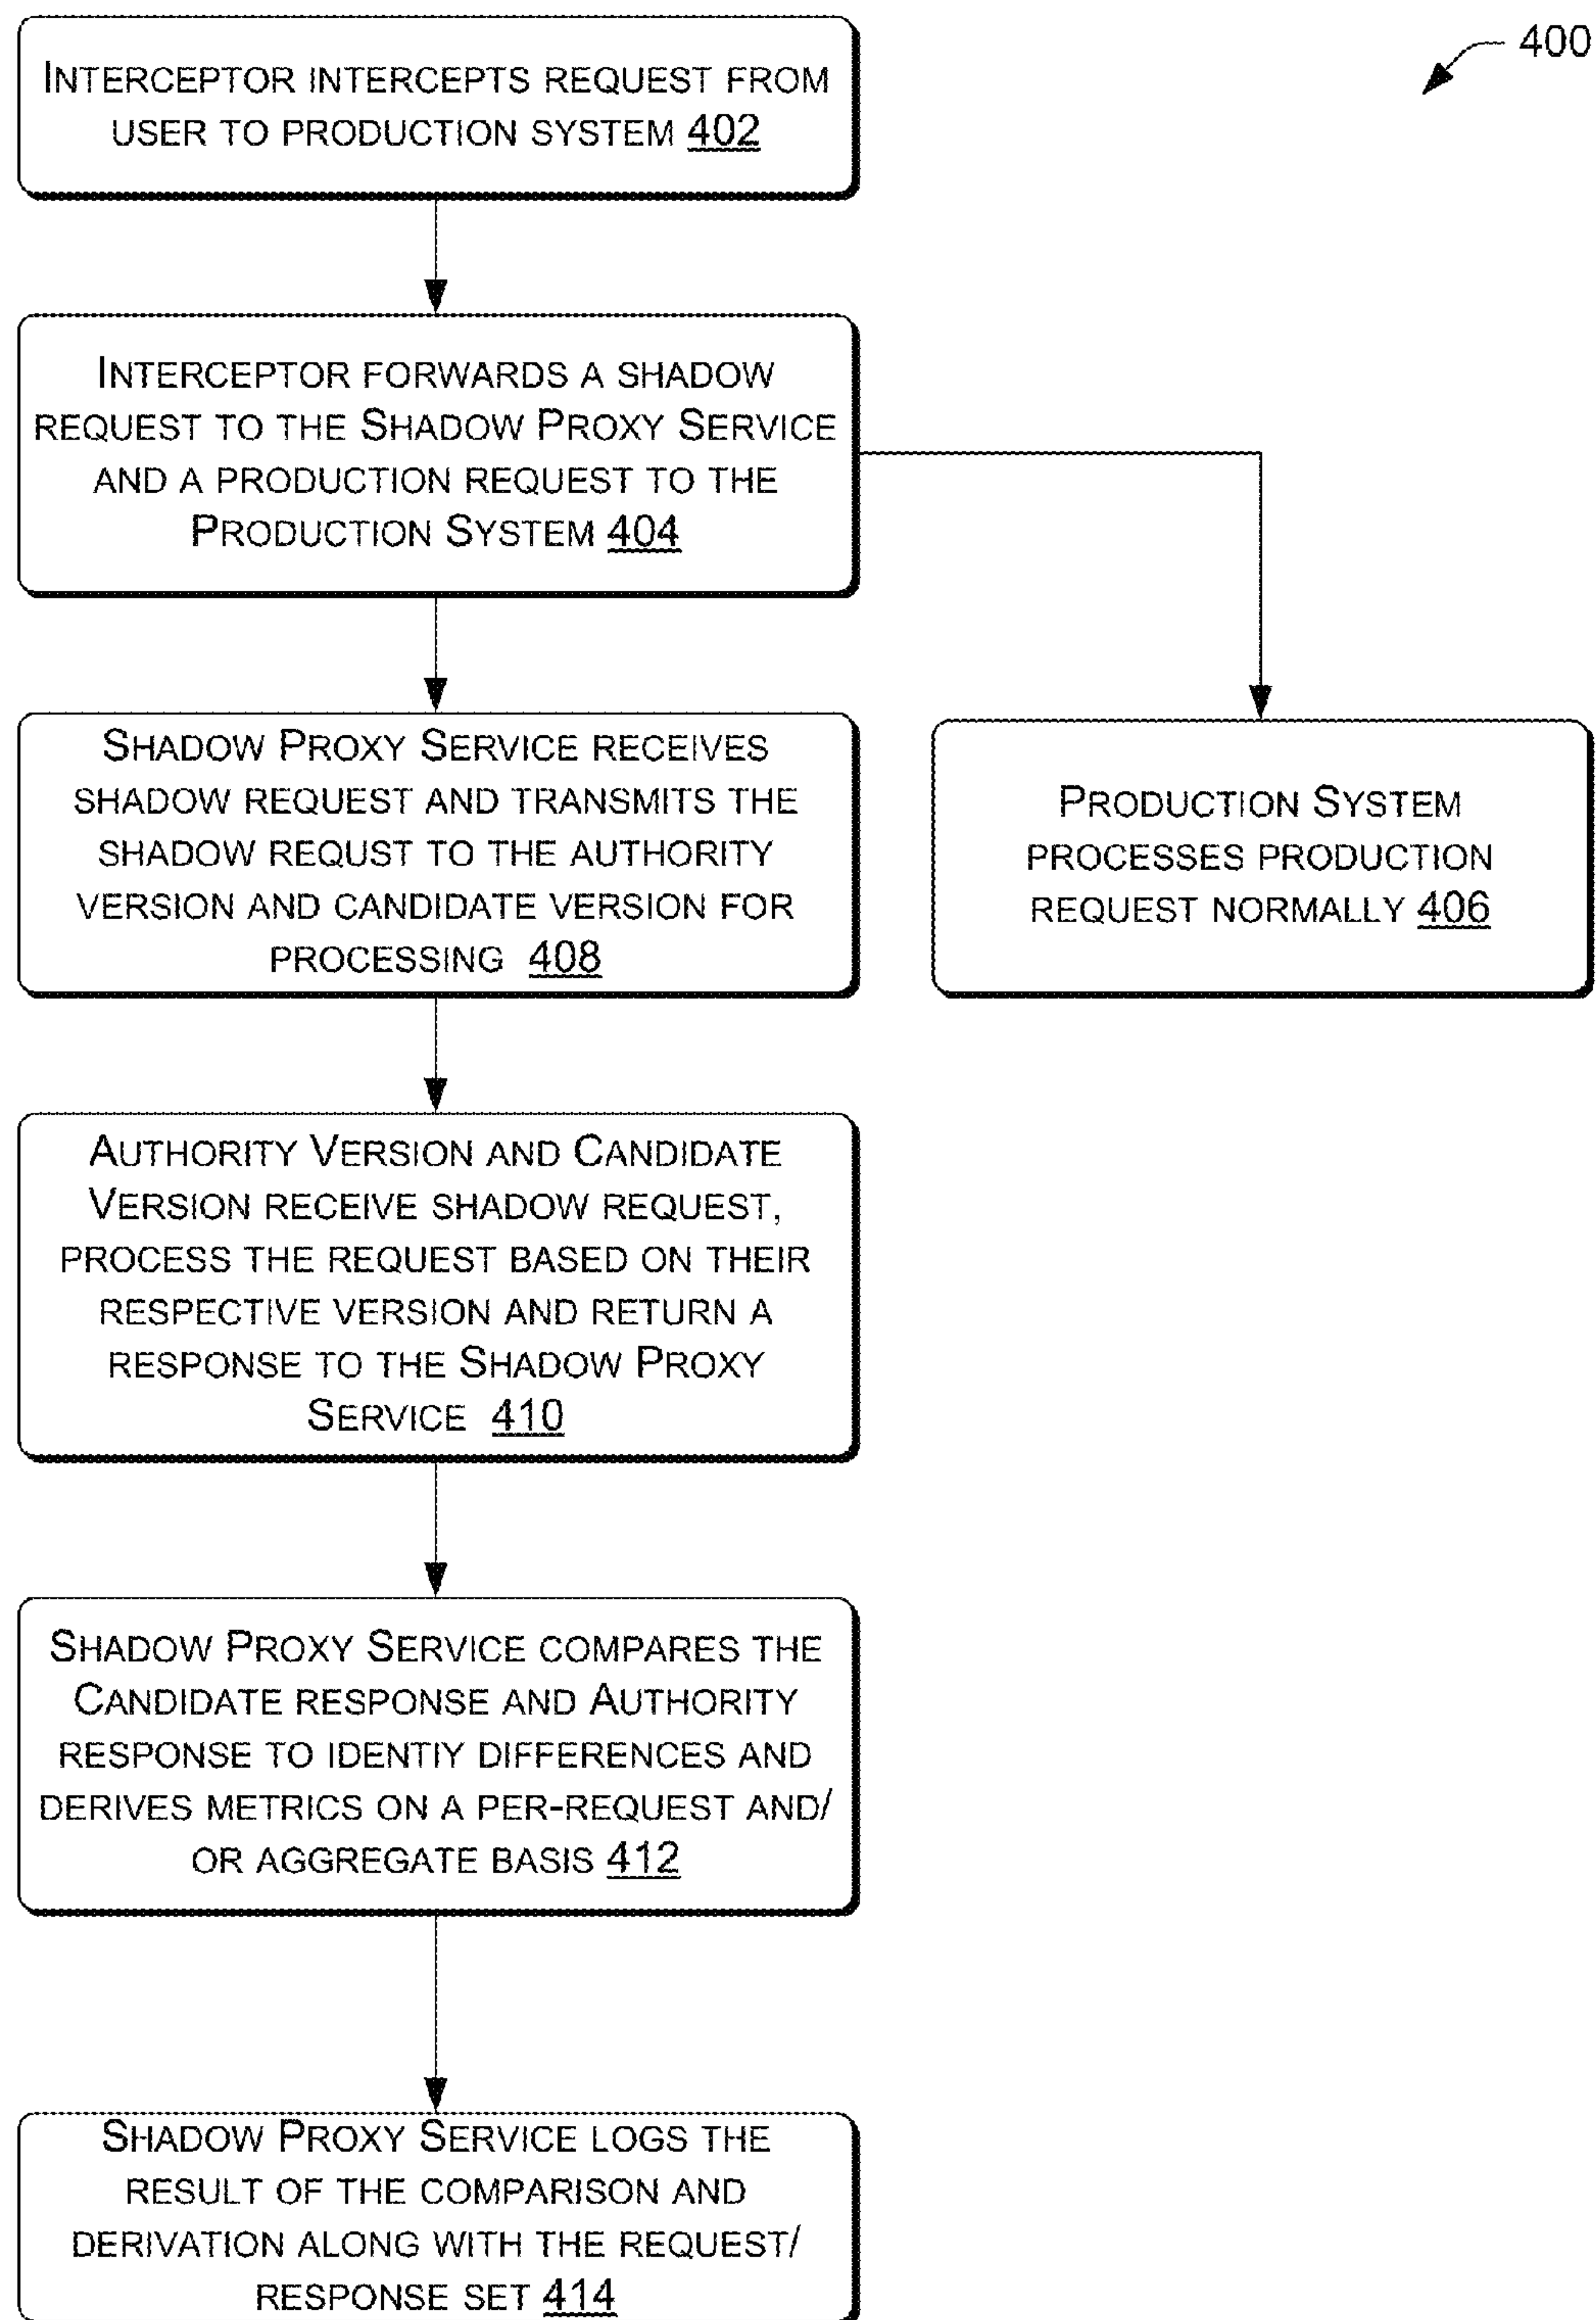 400
INTERCEPTOR INTERCEPTS REQUEST FROM
USER TO PRODUCTION SYSTEM 402
INTERCEPTOR FORWARDS A SHADOW
REQUEST TO THE SHADOW PROXY SERVICE
AND A PRODUCTION REQUEST TO THE
PRODUCTION SYSTEM 404
SHADOW PROXY SERVICE RECEIVES
SHADOW REQUEST AND TRANSMITS THE
SHADOW REQUST TO THE AUTHORITY
VERSION AND CANDIDATE VERSION FOR
PROCESSING 408
PRODUCTION SYSTEM
PROCESSES PRODUCTION
REQUEST NORMALLY 406
AUTHORITY VERSION AND CANDIDATE
VERSION RECEIVE SHADOW REQUEST,
PROCESS THE REQUEST BASED ON THEIR
RESPECTIVE VERSION AND RETURN A
RESPONSE TO THE SHADOW PROXY
SERVICE 410
SHADOW PROXY SERVICE COMPARES THE
CANDIDATE RESPONSE AND AUTHORITY
RESPONSE TO IDENTIY DIFFERENCES AND
DERIVES METRICS ON A PER-REQUEST AND/
OR AGGREGATE BASIS 412
SHADOW PROXY SERVICE LOGS THE
RESULT OF THE COMPARISON AND
DERIVATION ALONG WITH THE REQUEST/
RESPONSE SET 414